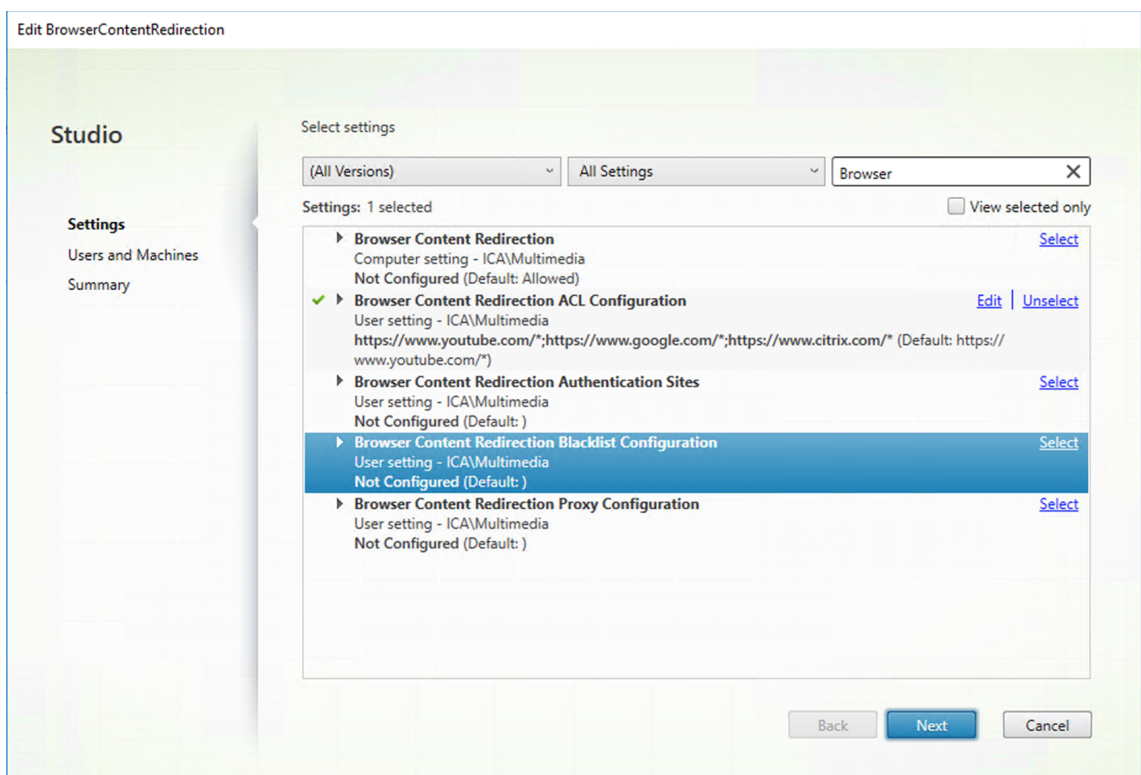 Edit BrowserContentRedirection
Studio
Settings
Users and Machines
Summary
Select settings
(All Versions)
All Settings
Browser
Settings: 1 selected
View selected only
Browser Content Redirection
Select
Computer setting - ICA\Multimedia
Not Configured (Default: Allowed)
Browser Content Redirection ACL Configuration
Edit | Unselect
User setting - ICA\Multimedia
https://www.youtube.com/*;https://www.google.com/*;https://www.citrix.com/* (Default: https://
www.youtube.com/*)
Browser Content Redirection Authentication Sites
Select
User setting - ICA\Multimedia
Not Configured (Default: )
Browser Content Redirection Blacklist Configuration
Select
User setting - ICA\Multimedia
Not Configured (Default: )
Browser Content Redirection Proxy Configuration
Select
User setting - ICA\Multimedia
Not Configured (Default: )
Back
Next
Cancel